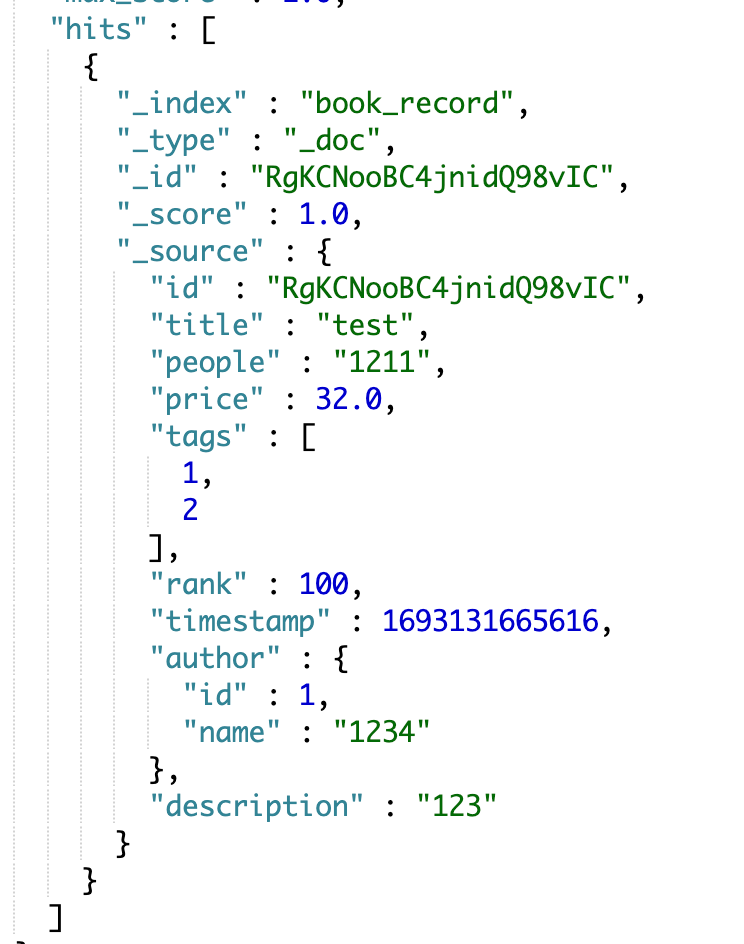 "hits" : [
{
"_index" : "book_record",
"_type" : "_doc",
"_id" : "RgKCNooBC4jnidQ98vIC",
"_score" : 1.0,
"_source" : {
"id" : "RgKCNooBC4jnidQ98vIC",
"title" : "test",
"people" : "1211",
"price" : 32.0,
"tags" : [
1,
2
],
"rank" : 100,
"timestamp" : 1693131665616,
"author" : {
"id" : 1,
"name" : "1234"
},
"description" : "123"
}
}
]